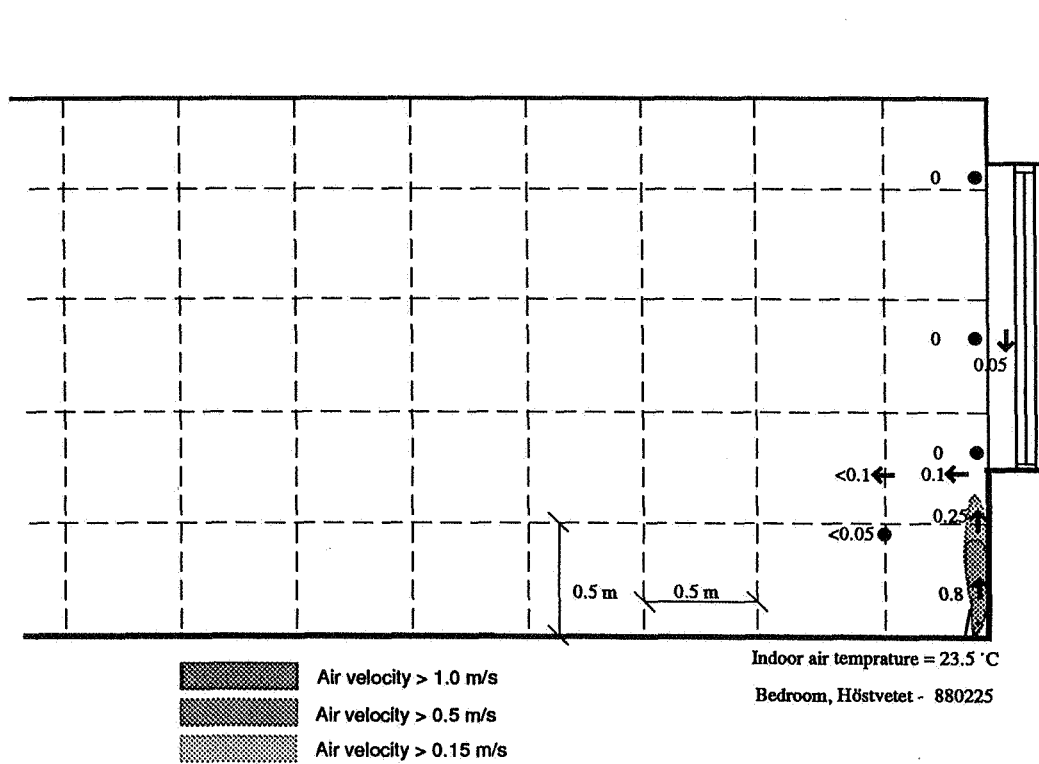 0
0
0.05
0
<0.1 0.1
0.25
<0.05
0.5 m 0.5 m 0.8
Indoor air temprature = 23.5 °C
Air velocity > 1.0 m/s
Bedroom, Höstvetet - 880225
Air velocity > 0.5 m/s
Air velocity > 0.15 m/s